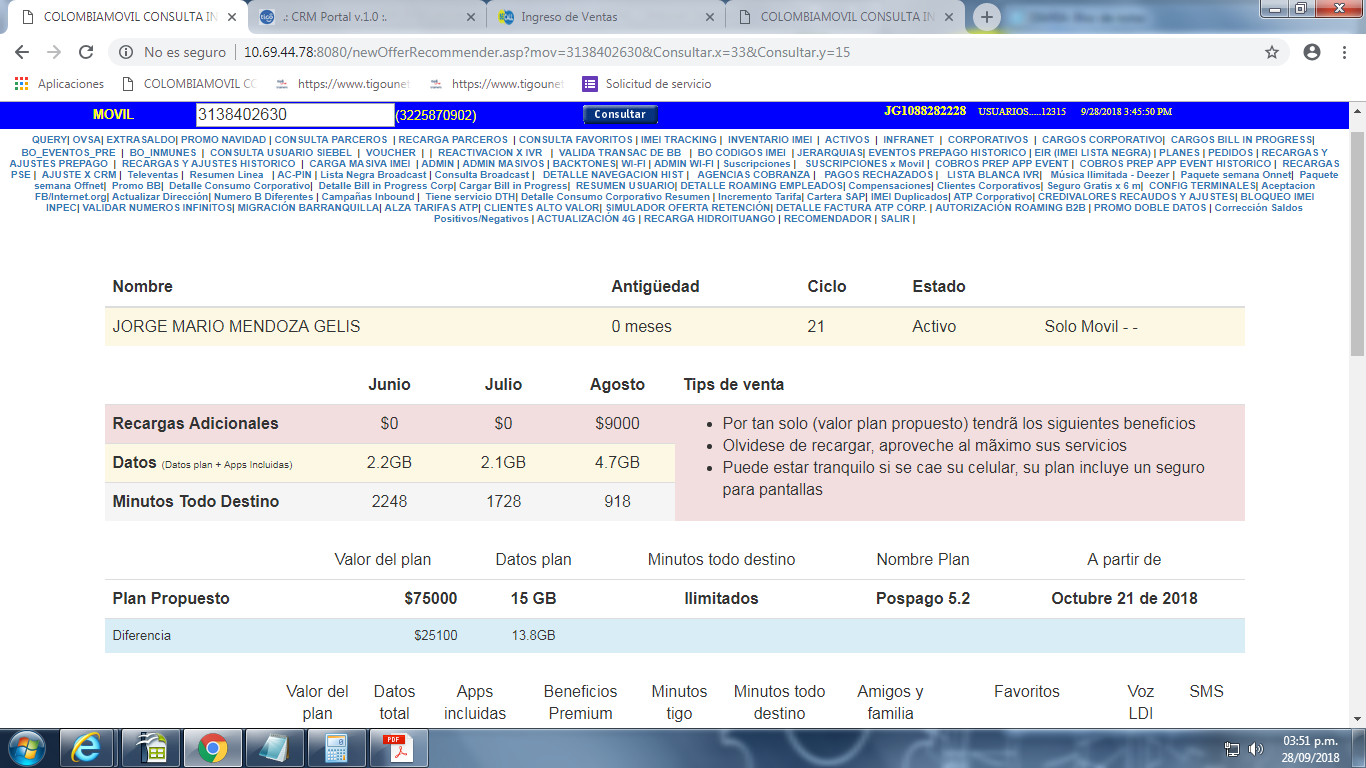 COLOMBIAMOVIL CONSULTA IN
.: CRM Portal v.1.0 :.
Ingreso de Ventas
COLOMBIAMOVIL CONSULTA IN
No es seguro | 10.69.44.78:8080/newOfferRecommender.asp?mov=3138402630&Consultar.x=33&Consultar.y=15
Aplicaciones
COLOMBIAMOVIL CO
https://www.tigounet
https://www.tigounet
Solicitud de servicio
MOVIL 3138402630 (3225870902) Consultar JG1088282228 USUARIOS.....12315 9/28/2018 3:45:50 PM
QUERY| OVSA| EXTRASALDO| PROMO NAVIDAD | CONSULTA PARCEROS | RECARGA PARCEROS | CONSULTA FAVORITOS | IMEI TRACKING | INVENTARIO IMEI | ACTIVOS | INFRANET | CORPORATIVOS | CARGOS CORPORATIVO| CARGOS BILL IN PROGRESS|
BO_EVENTOS_PRE | BO_INMUNES | CONSULTA USUARIO SIEBEL | VOUCHER | | REACTIVACION X IVR | VALIDA TRANSAC DE BB | BO CODIGOS IMEI | JERARQUIAS| EVENTOS PREPAGO HISTORICO | EIR (IMEI LISTA NEGRA) | PLANES | PEDIDOS | RECARGAS Y
AJUSTES PREPAGO | RECARGAS Y AJUSTES HISTORICO | CARGA MASIVA IMEI | ADMIN | ADMIN MASIVOS | BACKTONES| WI-FI | ADMIN WI-FI | Suscripciones | SUSCRIPCIONES x Movil | COBROS PREP APP EVENT | COBROS PREP APP EVENT HISTORICO | RECARGAS
PSE | AJUSTE X CRM | Televentas | Resumen Linea | AC-PIN | Lista Negra Broadcast | Consulta Broadcast | DETALLE NAVEGACION HIST | AGENCIAS COBRANZA | PAGOS RECHAZADOS | LISTA BLANCA IVR| Música Ilimitada - Deezer | Paquete semana Onnet| Paquete
semana Offnet| Promo BB| Detalle Consumo Corporativo| Detalle Bill in Progress Corp| Cargar Bill in Progress| RESUMEN USUARIO| DETALLE ROAMING EMPLEADOS| Compensaciones| Clientes Corporativos| Seguro Gratis x 6 m| CONFIG TERMINALES| Aceptacion
FB/Internet.org| Actualizar Dirección| Numero B Diferentes | Campañas Inbound | Tiene servicio DTH| Detalle Consumo Corporativo Resumen | Incremento Tarifa| Cartera SAP| IMEI Duplicados| ATP Corporativo| CREDIVALORES RECAUDOS Y AJUSTES| BLOQUEO IMEI
INPEC| VALIDAR NUMEROS INFINITOS| MIGRACIÓN BARRANQUILLA| ALZA TARIFAS ATP| CLIENTES ALTO VALOR| SIMULADOR OFERTA RETENCIÓN| DETALLE FACTURA ATP CORP. | AUTORIZACIÓN ROAMING B2B | PROMO DOBLE DATOS | Corrección Saldos
Positivos/Negativos | ACTUALIZACIÓN 4G | RECARGA HIDROITUANGO | RECOMENDADOR | SALIR |
Nombre Antigüedad Ciclo Estado
JORGE MARIO MENDOZA GELIS 0 meses 21 Activo Solo Movil - -
Junio Julio Agosto Tips de venta
Recargas Adicionales $0 $0 $9000
Datos (Datos plan + Apps Incluidas) 2.2GB 2.1GB 4.7GB
Minutos Todo Destino 2248 1728 918
Por tan solo (valor plan propuesto) tendrã los siguientes beneficios
Olvidese de recargar, aproveche al mãximo sus servicios
Puede estar tranquilo si se cae su celular, su plan incluye un seguro
para pantallas
Valor del plan Datos plan Minutos todo destino Nombre Plan A partir de
Plan Propuesto $75000 15 GB Ilimitados Pospago 5.2 Octubre 21 de 2018
Diferencia $25100 13.8GB
Valor del Datos Apps Beneficios Minutos Minutos todo Amigos y Favoritos Voz SMS
plan total incluidas Premium tigo destino familia LDI
03:51 p.m.
28/09/2018